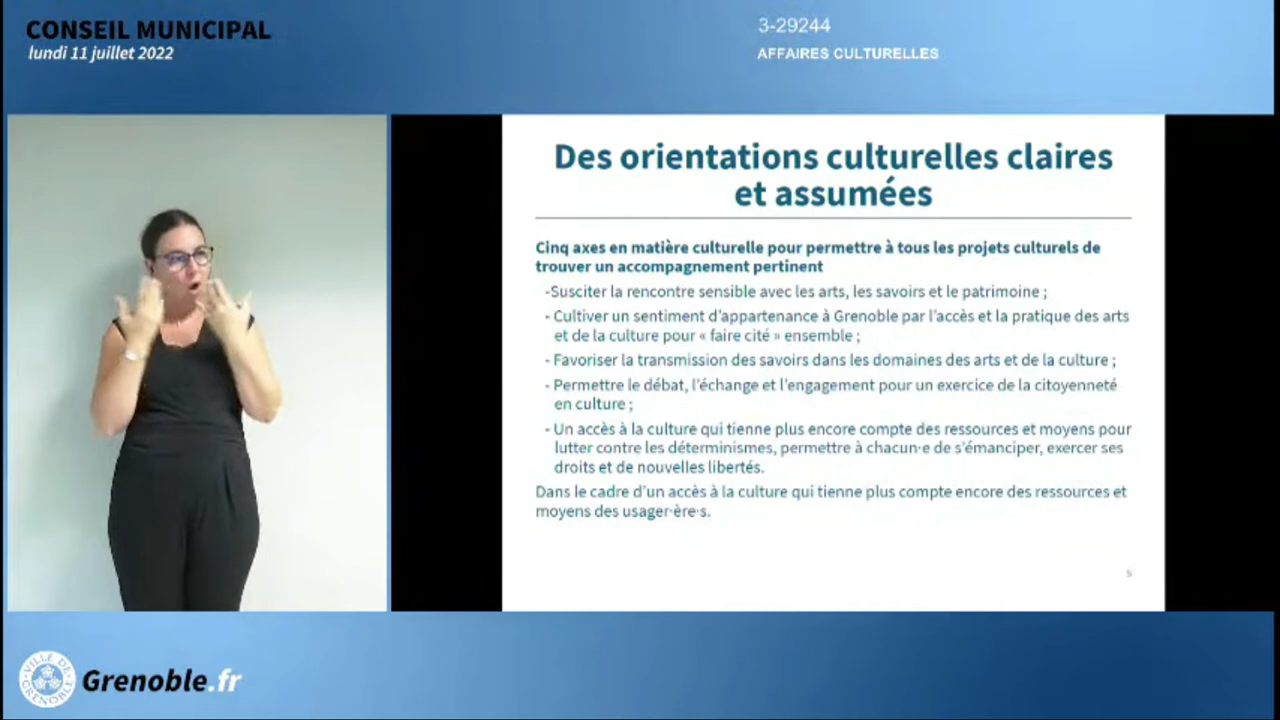 CONSEIL MUNICIPAL
lundi 11 juillet 2022
3-29244
AFFAIRES CULTURELLES
Des orientations culturelles claires
et assumées
Cinq axes en matière culturelle pour permettre à tous les projets culturels de
trouver un accompagnement pertinent
-Susciter la rencontre sensible avec les arts, les savoirs et le patrimoine ;
- Cultiver un sentiment d'appartenance à Grenoble par l'accès et la pratique des arts
et de la culture pour « faire cité » ensemble ;
- Favoriser la transmission des savoirs dans les domaines des arts et de la culture ;
- Permettre le débat, l'échange et l'engagement pour un exercice de la citoyenneté
en culture ;
- Un accès à la culture qui tienne plus encore compte des ressources et moyens pour
lutter contre les déterminismes, permettre à chacun·e de s'émanciper, exercer ses
droits et de nouvelles libertés.
Dans le cadre d'un accès à la culture qui tienne plus compte encore des ressources et
moyens des usager·ère·s.
5
VILLE DE
GRENOBLE
Grenoble.fr